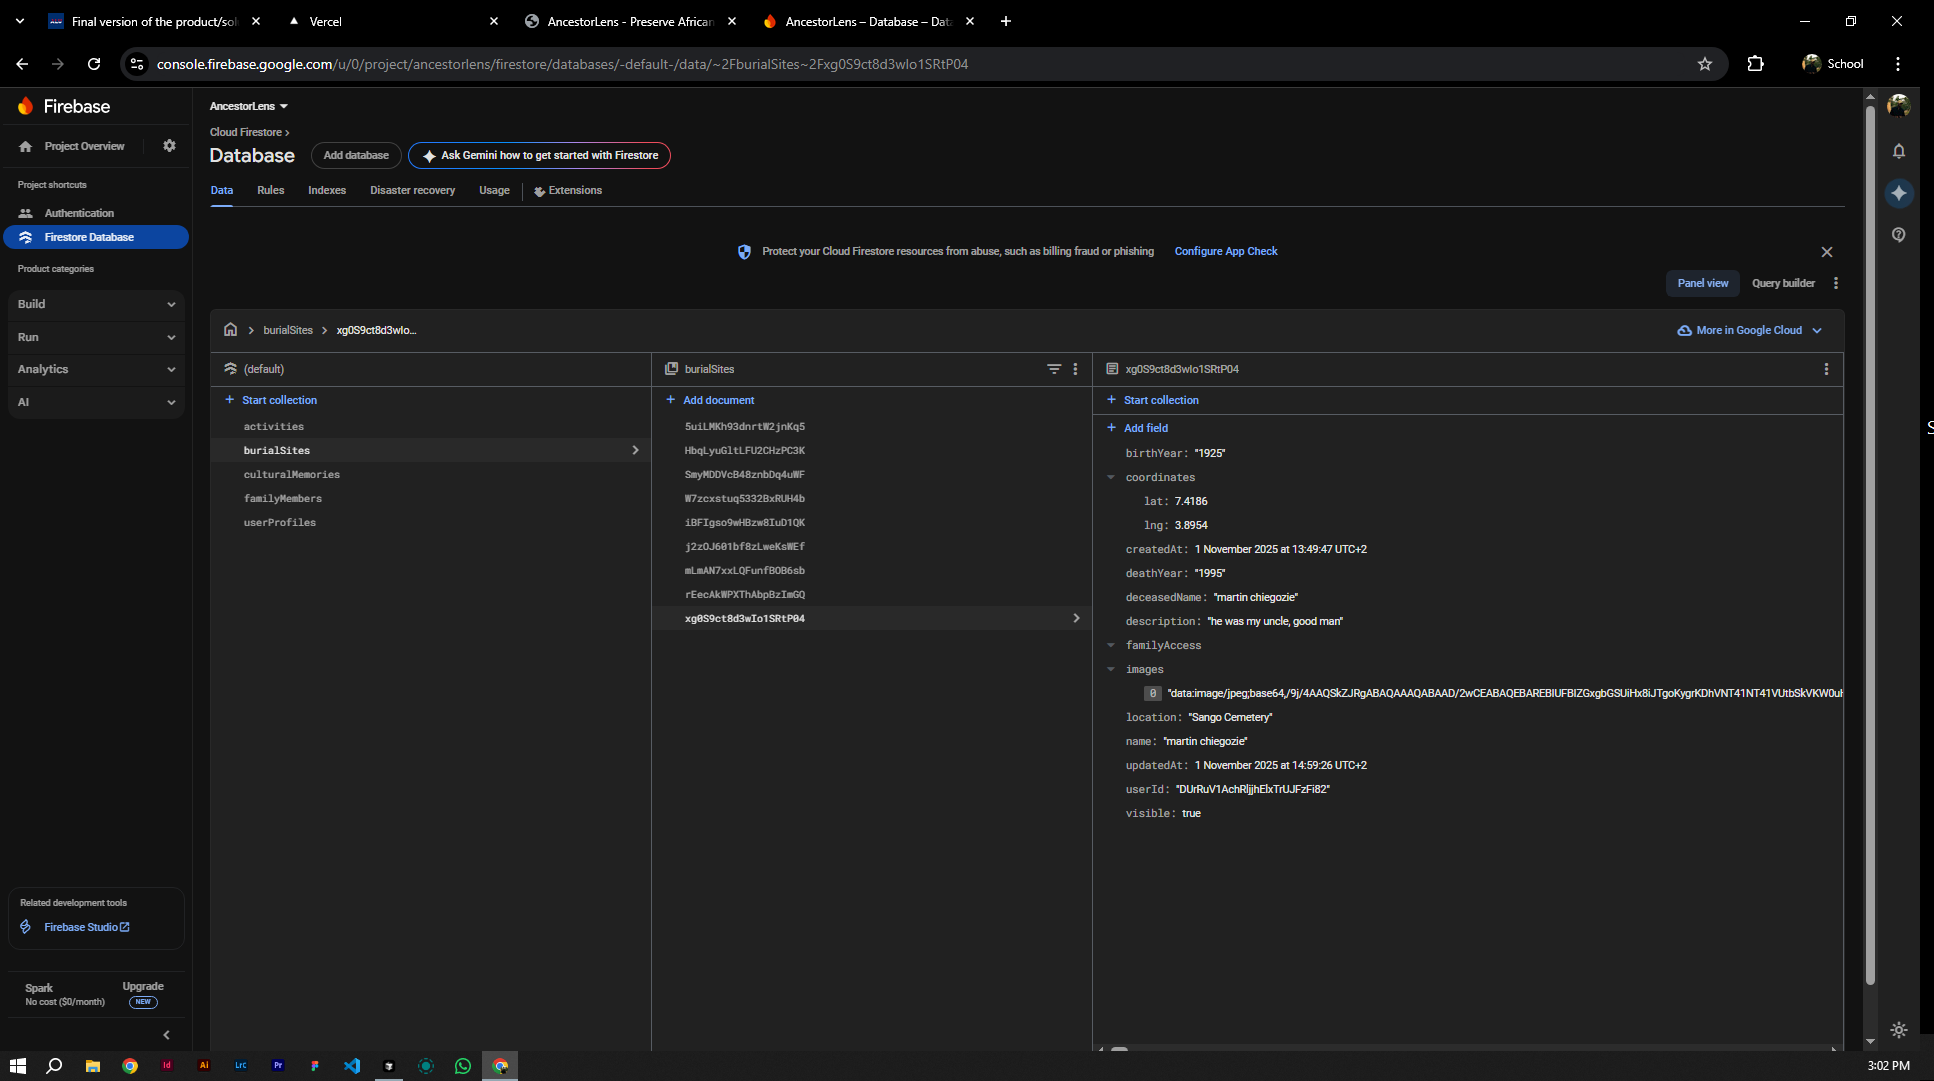 Final version of the product/sol
Vercel
AncestorLens - Preserve African
AncestorLens – Database – Data
console.firebase.google.com/u/0/project/ancestorlens/firestore/databases/-default-/data/~2FburialSites~2Fxg0S9ct8d3wIo1SRtP04
School
Firebase
Project Overview
Project shortcuts
Authentication
Firestore Database
Product categories
Build
Run
Analytics
AI
Related development tools
Firebase Studio
Spark
No cost ($0/month)
Upgrade
NEW
AncestorLens
Cloud Firestore
Database
Add database
Ask Gemini how to get started with Firestore
Data Rules Indexes Disaster recovery Usage Extensions
Protect your Cloud Firestore resources from abuse, such as billing fraud or phishing Configure App Check
Panel view Query builder
burialSites > xg0S9ct8d3wIo...
More in Google Cloud
(default)
+ Start collection
activities
burialSites
culturalMemories
familyMembers
userProfiles
burialSites
+ Add document
5uiLMKh93dnrtW2jnKq5
HbqLyuGltLFU2CHzPC3K
SmyMDDVcB48znbDq4uWF
W7zcxstuq5332BxRUH4b
iBFIgso9wHBzw8IuD1QK
j2zOJ601bf8zLweKsWEf
mLmAN7xxLQFunfBOB6sb
rEecAkWPXThAbpBzImGQ
xg0S9ct8d3wIo1SRtP04
xg0S9ct8d3wIo1SRtP04
+ Start collection
+ Add field
birthYear: "1925"
coordinates
lat: 7.4186
lng: 3.8954
createdAt: 1 November 2025 at 13:49:47 UTC+2
deathYear: "1995"
deceasedName: "martin chiegozie"
description: "he was my uncle, good man"
familyAccess
images
0 "data:image/jpeg;base64,/9j/4AAQSkZJRgABAQAAAQABAAD/2wCEABAQEBAREBIUFBIZGxgbGSUiHx8iJTgoKygrKDhVNT41NT41VUtbSkVKW0uH
location: "Sango Cemetery"
name: "martin chiegozie"
updatedAt: 1 November 2025 at 14:59:26 UTC+2
userId: "DUrRuV1AchRljjhElxTrUJFzFi82"
visible: true
Id
Ai
LrC
Pr
3:02 PM